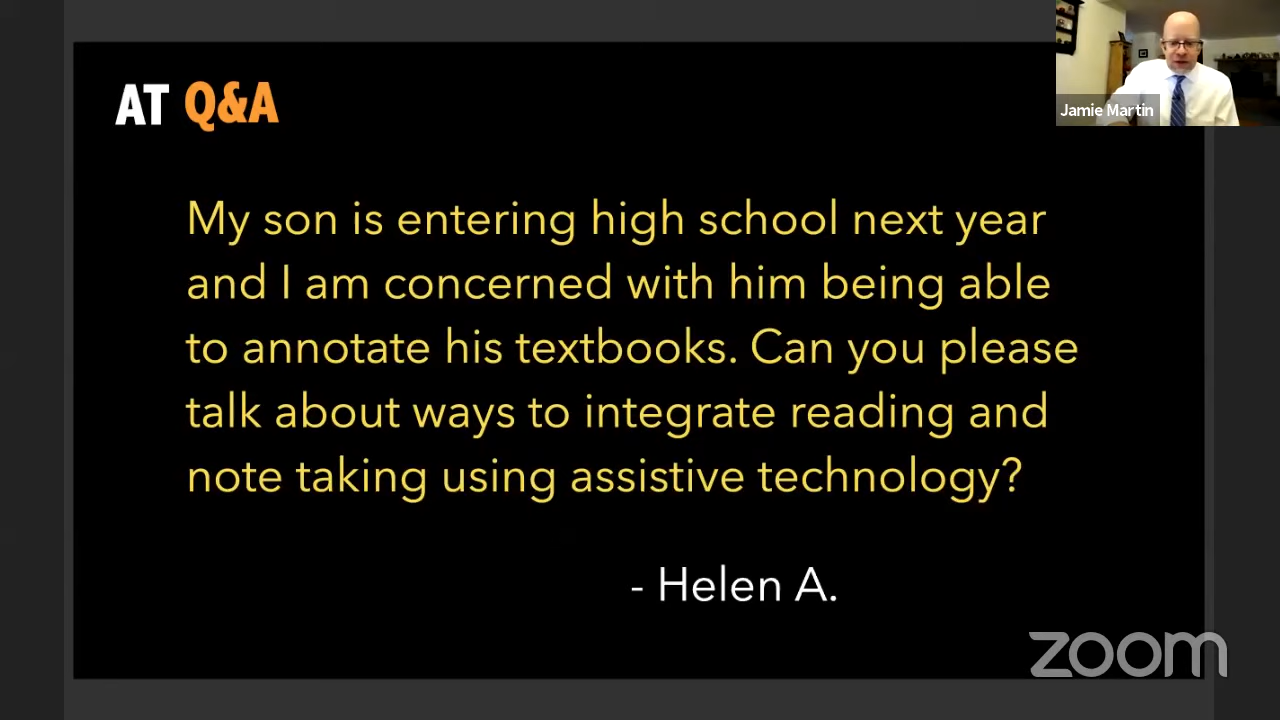 AT Q&A
Jamie Martin
My son is entering high school next year
and I am concerned with him being able
to annotate his textbooks. Can you please
talk about ways to integrate reading and
note taking using assistive technology?
- Helen A.
zoom